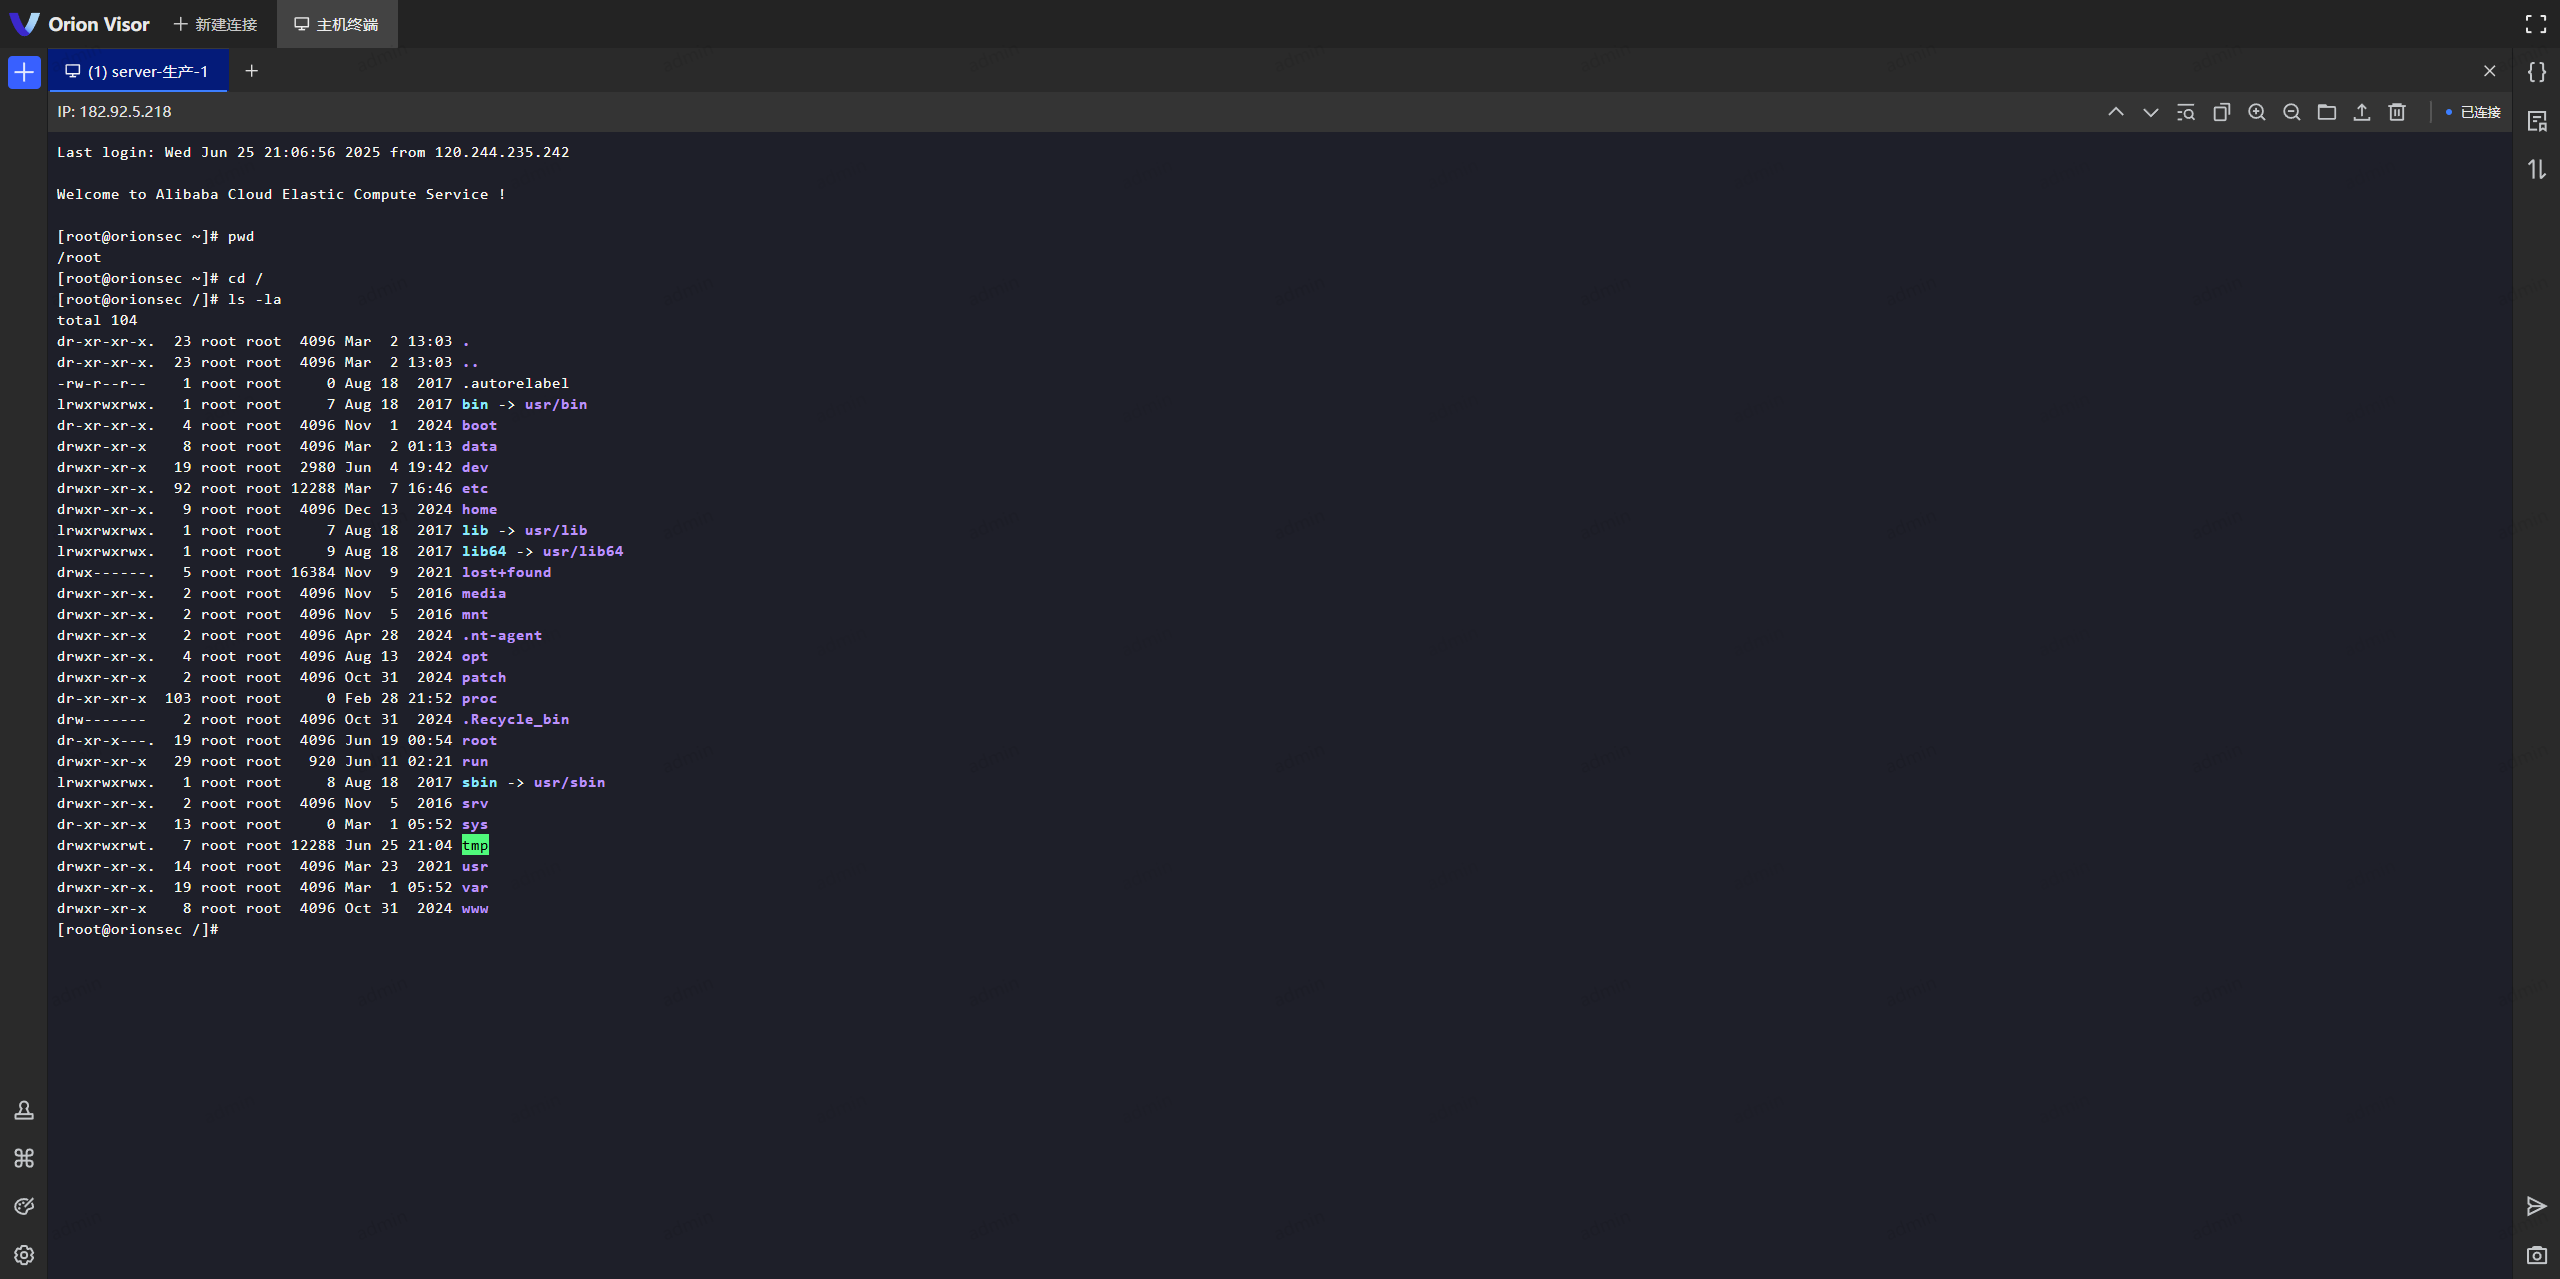 Orion Visor 新建连接 主机终端
(1) server-生产-1
IP: 182.92.5.218 已连接
Last login: Wed Jun 25 21:06:56 2025 from 120.244.235.242
Welcome to Alibaba Cloud Elastic Compute Service !
[root@orionsec ~]# pwd
/root
[root@orionsec ~]# cd /
[root@orionsec /]# ls -la
total 104
dr-xr-xr-x.  23 root root  4096 Mar  2 13:03 .
dr-xr-xr-x.  23 root root  4096 Mar  2 13:03 ..
-rw-r--r--    1 root root     0 Aug 18  2017 .autorelabel
lrwxrwxrwx.   1 root root     7 Aug 18  2017 bin -> usr/bin
dr-xr-xr-x.   4 root root  4096 Nov  1  2024 boot
drwxr-xr-x    8 root root  4096 Mar  2 01:13 data
drwxr-xr-x   19 root root  2980 Jun  4 19:42 dev
drwxr-xr-x.  92 root root 12288 Mar  7 16:46 etc
drwxr-xr-x.   9 root root  4096 Dec 13  2024 home
lrwxrwxrwx.   1 root root     7 Aug 18  2017 lib -> usr/lib
lrwxrwxrwx.   1 root root     9 Aug 18  2017 lib64 -> usr/lib64
drwx------.   5 root root 16384 Nov  9  2021 lost+found
drwxr-xr-x.   2 root root  4096 Nov  5  2016 media
drwxr-xr-x.   2 root root  4096 Nov  5  2016 mnt
drwxr-xr-x    2 root root  4096 Apr 28  2024 .nt-agent
drwxr-xr-x.   4 root root  4096 Aug 13  2024 opt
drwxr-xr-x    2 root root  4096 Oct 31  2024 patch
dr-xr-xr-x  103 root root     0 Feb 28 21:52 proc
drw-------    2 root root  4096 Oct 31  2024 .Recycle_bin
dr-xr-x---.  19 root root  4096 Jun 19 00:54 root
drwxr-xr-x   29 root root   920 Jun 11 02:21 run
lrwxrwxrwx.   1 root root     8 Aug 18  2017 sbin -> usr/sbin
drwxr-xr-x.   2 root root  4096 Nov  5  2016 srv
dr-xr-xr-x   13 root root     0 Mar  1 05:52 sys
drwxrwxrwt.   7 root root 12288 Jun 25 21:04 tmp
drwxr-xr-x.  14 root root  4096 Mar 23  2021 usr
drwxr-xr-x.  19 root root  4096 Mar  1 05:52 var
drwxr-xr-x    8 root root  4096 Oct 31  2024 www
[root@orionsec /]#